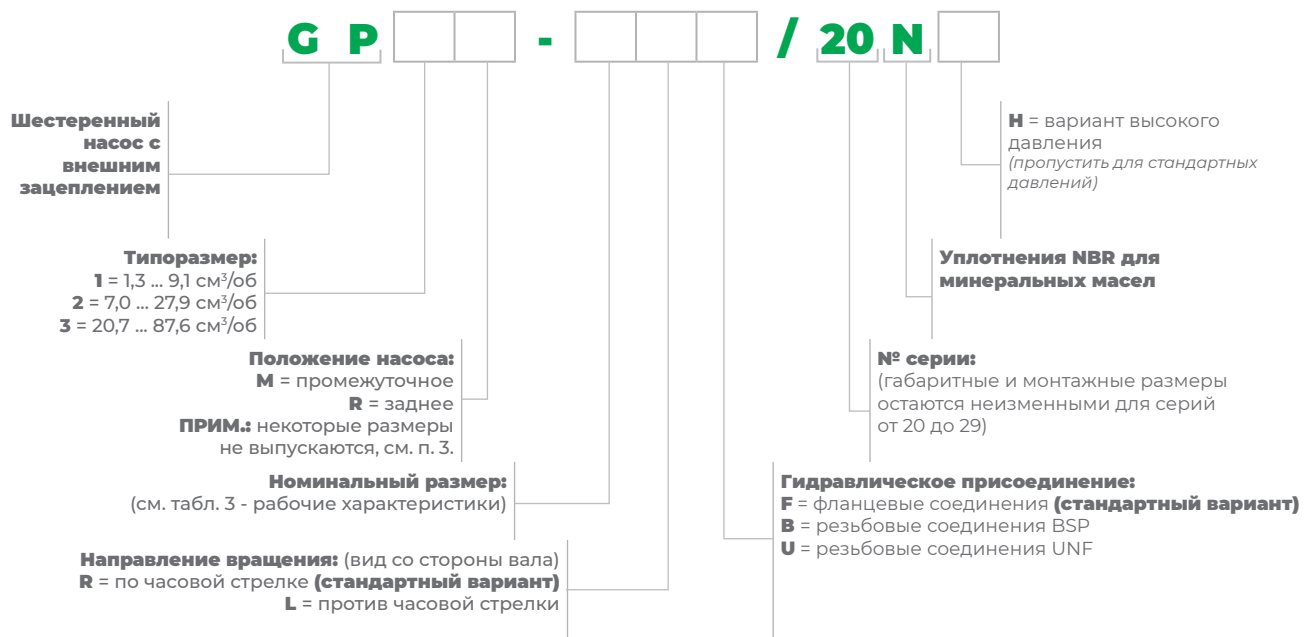 GP - / 20 N
Шестеренный
насос с
внешним
зацеплением
H = вариант высокого
давления
(пропустить для стандартных
давлений)
Типоразмер:
1 = 1,3 ... 9,1 см³/об
2 = 7,0 ... 27,9 см³/об
3 = 20,7 ... 87,6 см³/об
Уплотнения NBR для
минеральных масел
Положение насоса:
M = промежуточное
R = заднее
ПРИМ.: некоторые размеры
не выпускаются, см. п. 3.
№ серии:
(габаритные и монтажные размеры
остаются неизменными для серий
от 20 до 29)
Номинальный размер:
(см. табл. 3 - рабочие характеристики)
Гидравлическое присоединение:
F = фланцевые соединения (стандартный вариант)
B = резьбовые соединения BSP
U = резьбовые соединения UNF
Направление вращения: (вид со стороны вала)
R = по часовой стрелке (стандартный вариант)
L = против часовой стрелки